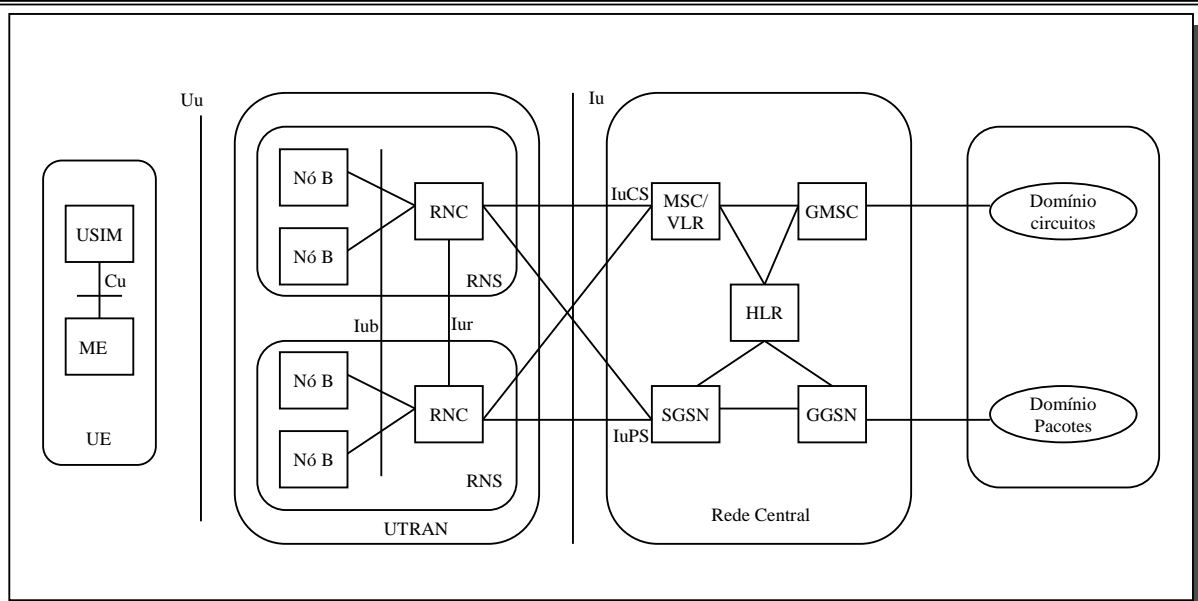 Uu
Iu
Nó B
Nó B
RNC
RNS
USIM
Cu
ME
UE
Iub
Iur
Nó B
Nó B
RNC
RNS
UTRAN
IuCS
MSC/
VLR
GMSC
HLR
SGSN
GGSN
IuPS
Rede Central
Domínio
circuitos
Domínio
Pacotes